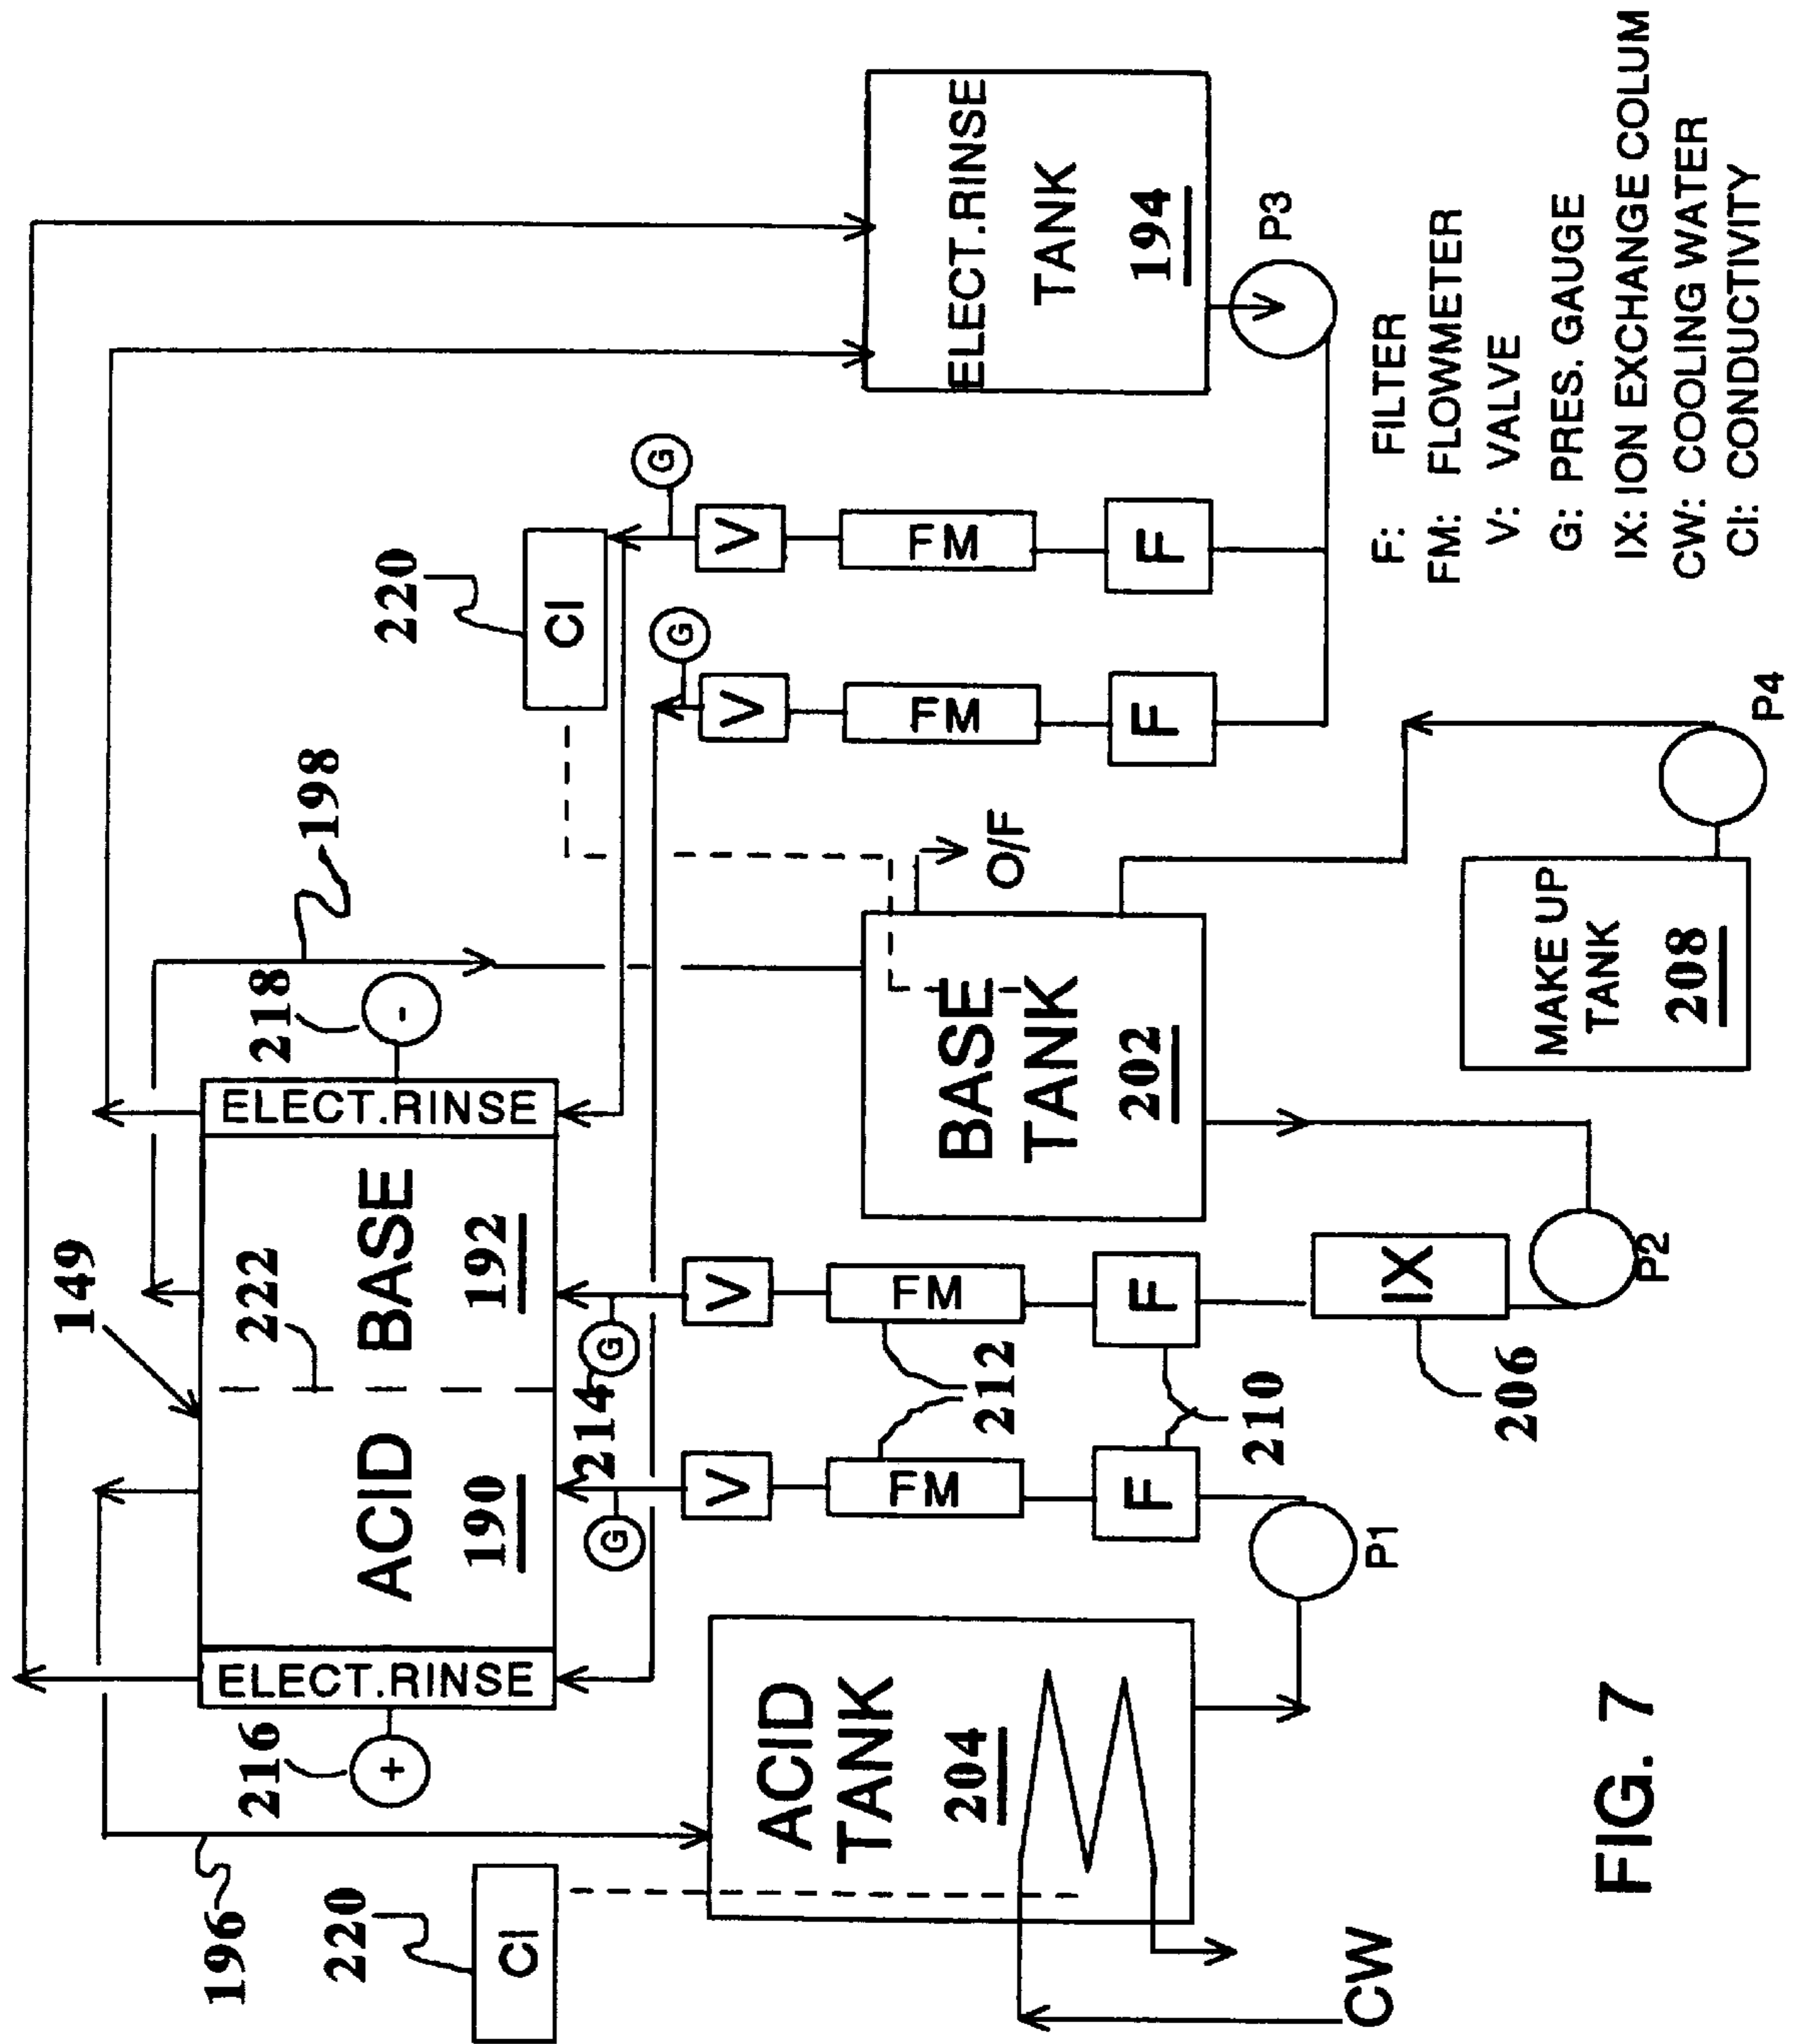 149
198
196
216
218
222
220
220
ELECT.RINSE
ACID
190
BASE
192
ELECT.RINSE
+
-
CI
CI
G
214
G
G
G
V
V
V
V
FM
FM
FM
FM
212
F
F
F
F
210
ACID
TANK
204
BASE
TANK
202
O/F
ELECT.RINSE
TANK
194
CW
P1
IX
206
P2
P3
P4
MAKE UP
TANK
208
F: FILTER
FM: FLOWMETER
V: VALVE
G: PRES. GAUGE
IX: ION EXCHANGE COLUM
CW: COOLING WATER
CI: CONDUCTIVITY
FIG. 7